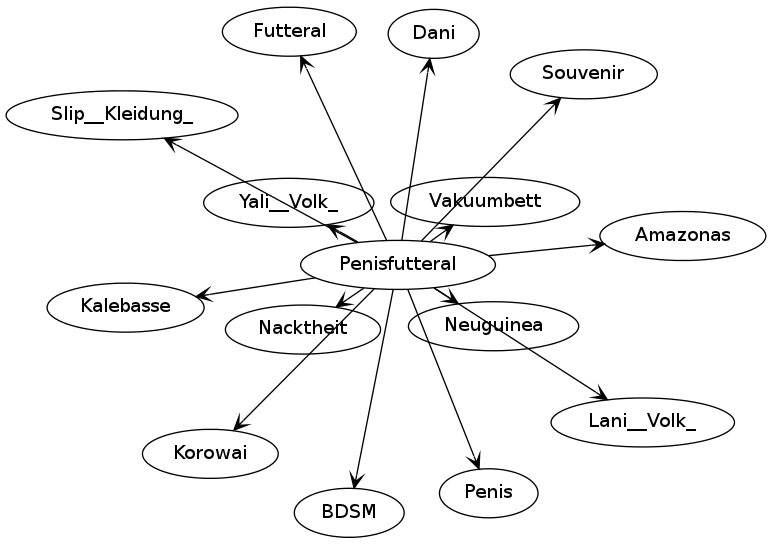 Futteral
Dani
Souvenir
Slip__Kleidung_
Yali__Volk_
Vakuumbett
Amazonas
Penisfutteral
Kalebasse
Nacktheit
Neuguinea
Lani__Volk_
Korowai
Penis
BDSM